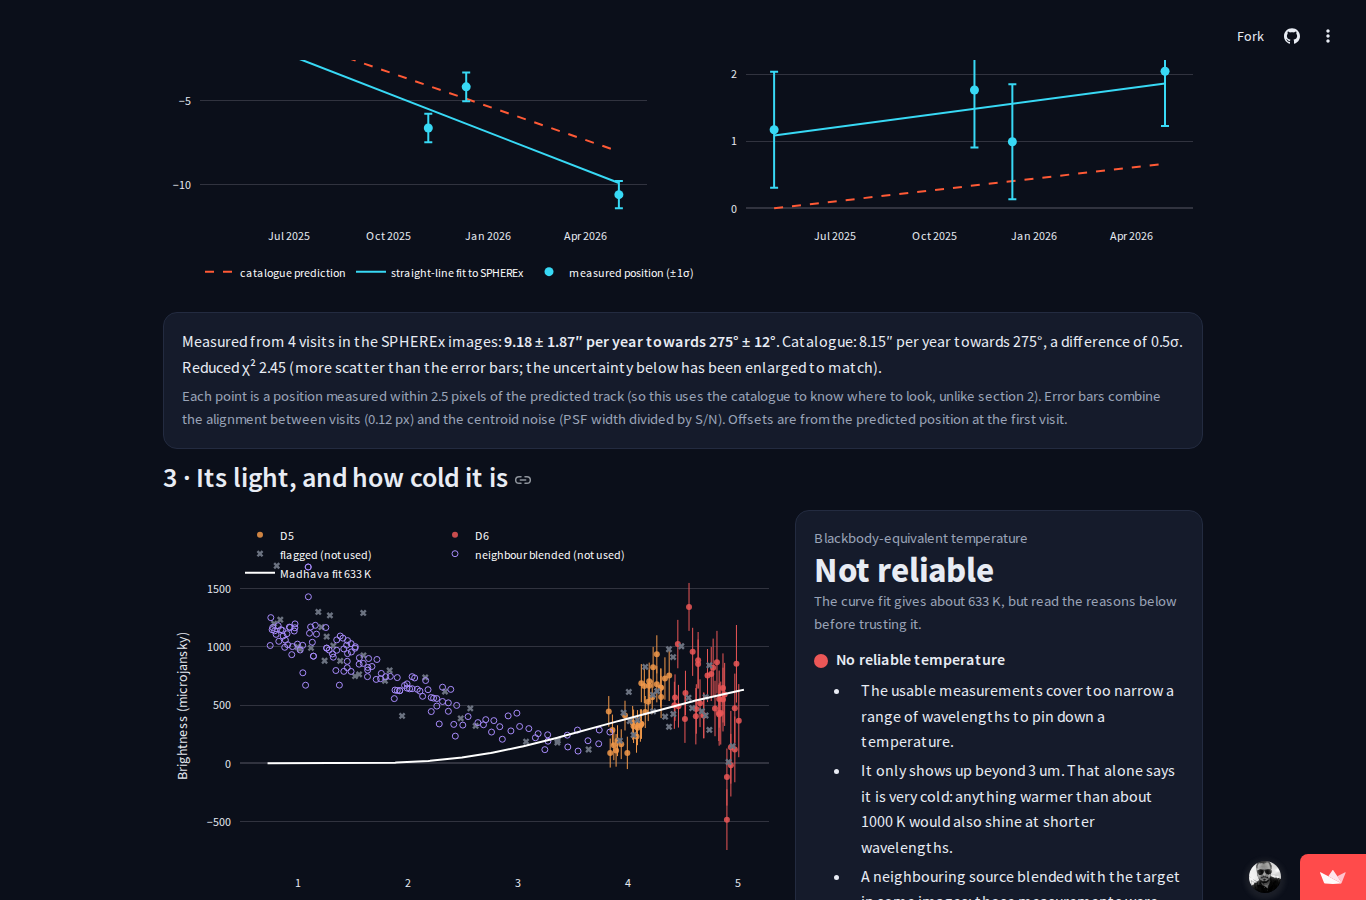 Fork
−5
−10
Jul 2025
Oct 2025
Jan 2026
Apr 2026
2
1
0
Jul 2025
Oct 2025
Jan 2026
Apr 2026
catalogue prediction
straight-line fit to SPHEREx
measured position (±1σ)
Measured from 4 visits in the SPHEREx images: 9.18 ± 1.87″ per year towards 275° ± 12°. Catalogue: 8.15″ per year towards 275°, a difference of 0.5σ.
Reduced χ² 2.45 (more scatter than the error bars; the uncertainty below has been enlarged to match).
Each point is a position measured within 2.5 pixels of the predicted track (so this uses the catalogue to know where to look, unlike section 2). Error bars combine
the alignment between visits (0.12 px) and the centroid noise (PSF width divided by S/N). Offsets are from the predicted position at the first visit.
3 · Its light, and how cold it is
D5
D6
flagged (not used)
neighbour blended (not used)
Madhava fit 633 K
Brightness (microjansky)
1500
1000
500
0
−500
1
2
3
4
5
Blackbody-equivalent temperature
Not reliable
The curve fit gives about 633 K, but read the reasons below
before trusting it.
No reliable temperature
The usable measurements cover too narrow a
range of wavelengths to pin down a
temperature.
It only shows up beyond 3 um. That alone says
it is very cold: anything warmer than about
1000 K would also shine at shorter
wavelengths.
A neighbouring source blended with the target